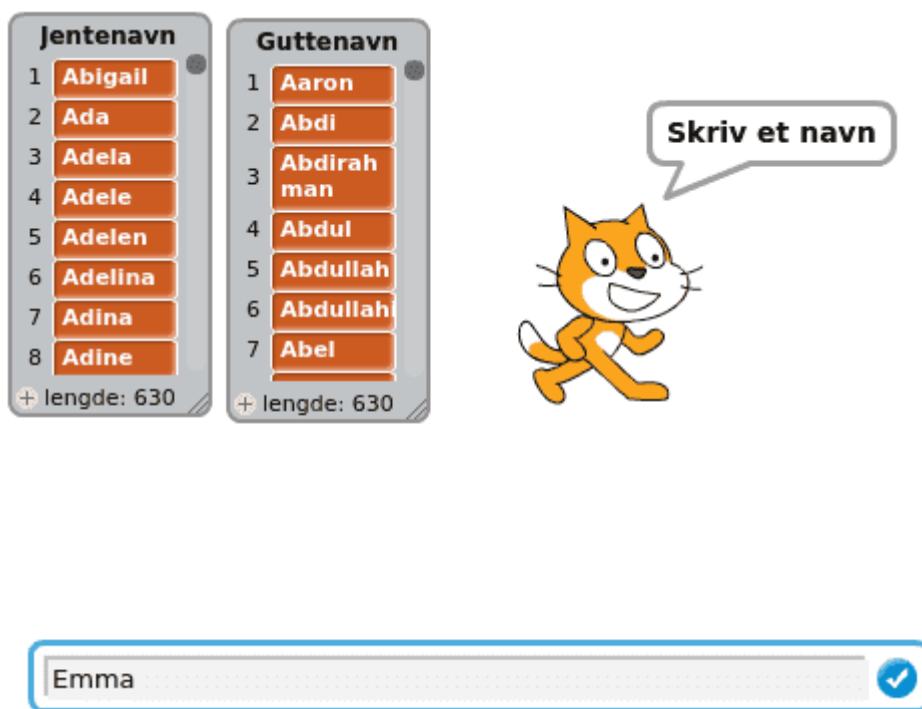 Jentenavn
1 Abigail
2 Ada
3 Adela
4 Adele
5 Adelen
6 Adelina
7 Adina
8 Adine
+ lengde: 630
Guttenavn
1 Aaron
2 Abdi
3 Abdirah
man
4 Abdul
5 Abdullah
6 Abdullahi
7 Abel
+ lengde: 630
Skriv et navn
Emma